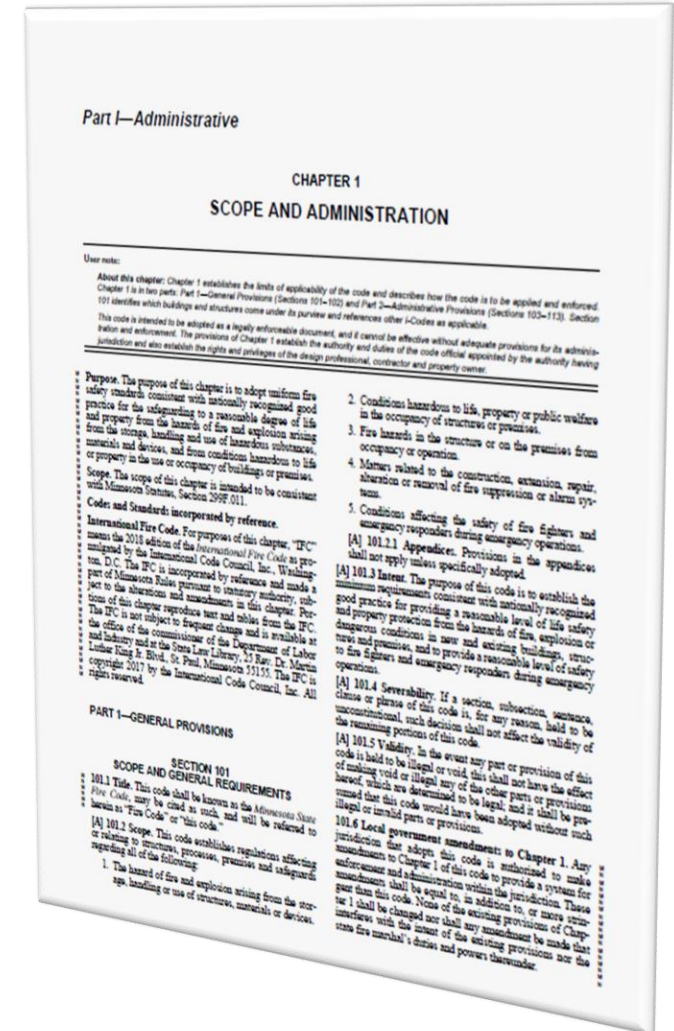 Part I—Administrative
CHAPTER 1
SCOPE AND ADMINISTRATION
User note:
About this chapter: Chapter 1 establishes the limits of applicability of the code and describes how the code is to be applied and enforced.
Chapter 1 is in two parts: Part 1—General Provisions (Sections 101–102) and Part 2—Administrative Provisions (Sections 103–113). Section
101 identifies which buildings and structures come under its purview and references other I-Codes as applicable.
This code is intended to be adopted as a legally enforceable document, and it cannot be effective without adequate provisions for its adminis-
tration and enforcement. The provisions of Chapter 1 establish the authority and duties of the code official appointed by the authority having
jurisdiction and also establish the rights and privileges of the design professional, contractor and property owner.
Purpose. The purpose of this chapter is to adopt uniform fire
safety standards consistent with nationally recognized good
practice for the safeguarding to a reasonable degree of life
and property from the hazards of fire and explosion arising
from the storage, handling and use of hazardous substances,
materials and devices, and from conditions hazardous to life
or property in the use or occupancy of buildings or premises.
Scope. The scope of this chapter is intended to be consistent
with Minnesota Statutes, Section 299F.011.
Codes and Standards incorporated by reference.
International Fire Code. For purposes of this chapter, "IFC"
means the 2018 edition of the International Fire Code as pro-
mulgated by the International Code Council, Inc., Washing-
ton, D.C. The IFC is incorporated by reference and made a
part of Minnesota Rules pursuant to statutory authority, sub-
ject to the alterations and amendments in this chapter. Por-
tions of this chapter reproduce text and tables from the IFC.
The IFC is not subject to frequent change and is available at
the office of the commissioner of the Department of Labor
and Industry and at the State Law Library, 25 Rev. Dr. Martin
Luther King Jr. Blvd., St. Paul, Minnesota 55155. The IFC is
copyright 2017 by the International Code Council, Inc. All
rights reserved.
PART 1—GENERAL PROVISIONS
SECTION 101
SCOPE AND GENERAL REQUIREMENTS
101.1 Title. This code shall be known as the Minnesota State
Fire Code, may be cited as such, and will be referred to
herein as "Fire Code" or "this code."
[A] 101.2 Scope. This code establishes regulations affecting
or relating to structures, processes, premises and safeguards
regarding all of the following:
1. The hazard of fire and explosion arising from the stor-
age, handling or use of structures, materials or devices.
2. Conditions hazardous to life, property or public welfare
in the occupancy of structures or premises.
3. Fire hazards in the structure or on the premises from
occupancy or operation.
4. Matters related to the construction, extension, repair,
alteration or removal of fire suppression or alarm sys-
tems.
5. Conditions affecting the safety of fire fighters and
emergency responders during emergency operations.
[A] 101.2.1 Appendices. Provisions in the appendices
shall not apply unless specifically adopted.
[A] 101.3 Intent. The purpose of this code is to establish the
minimum requirements consistent with nationally recognized
good practice for providing a reasonable level of life safety
and property protection from the hazards of fire, explosion or
dangerous conditions in new and existing buildings, struc-
tures and premises, and to provide a reasonable level of safety
to fire fighters and emergency responders during emergency
operations.
[A] 101.4 Severability. If a section, subsection, sentence,
clause or phrase of this code is, for any reason, held to be
unconstitutional, such decision shall not affect the validity of
the remaining portions of this code.
[A] 101.5 Validity. In the event any part or provision of this
code is held to be illegal or void, this shall not have the effect
of making void or illegal any of the other parts or provisions
hereof, which are determined to be legal; and it shall be pre-
sumed that this code would have been adopted without such
illegal or invalid parts or provisions.
101.6 Local government amendments to Chapter 1. Any
jurisdiction that adopts this code is authorized to make
amendments to Chapter 1 of this code to provide a system for
enforcement and administration within the jurisdiction. These
amendments shall be equal to, in addition to, or more strin-
gent than this code. None of the existing provisions of Chap-
ter 1 shall be changed nor shall any amendment be made that
interferes with the intent of the existing provisions nor the
state fire marshal's duties and powers thereunder.